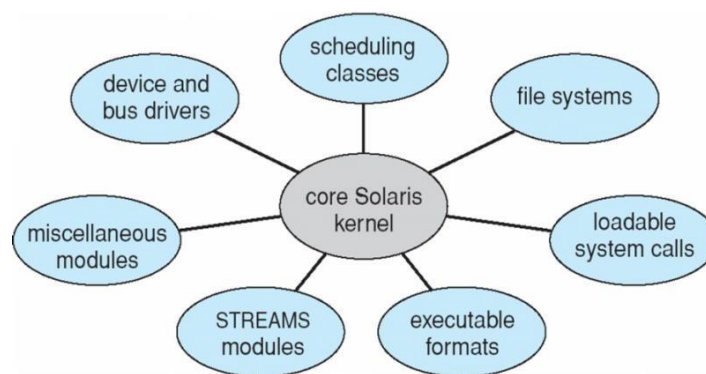 scheduling
classes
device and
bus drivers
file systems
core Solaris
kernel
miscellaneous
modules
loadable
system calls
STREAMS
modules
executable
formats